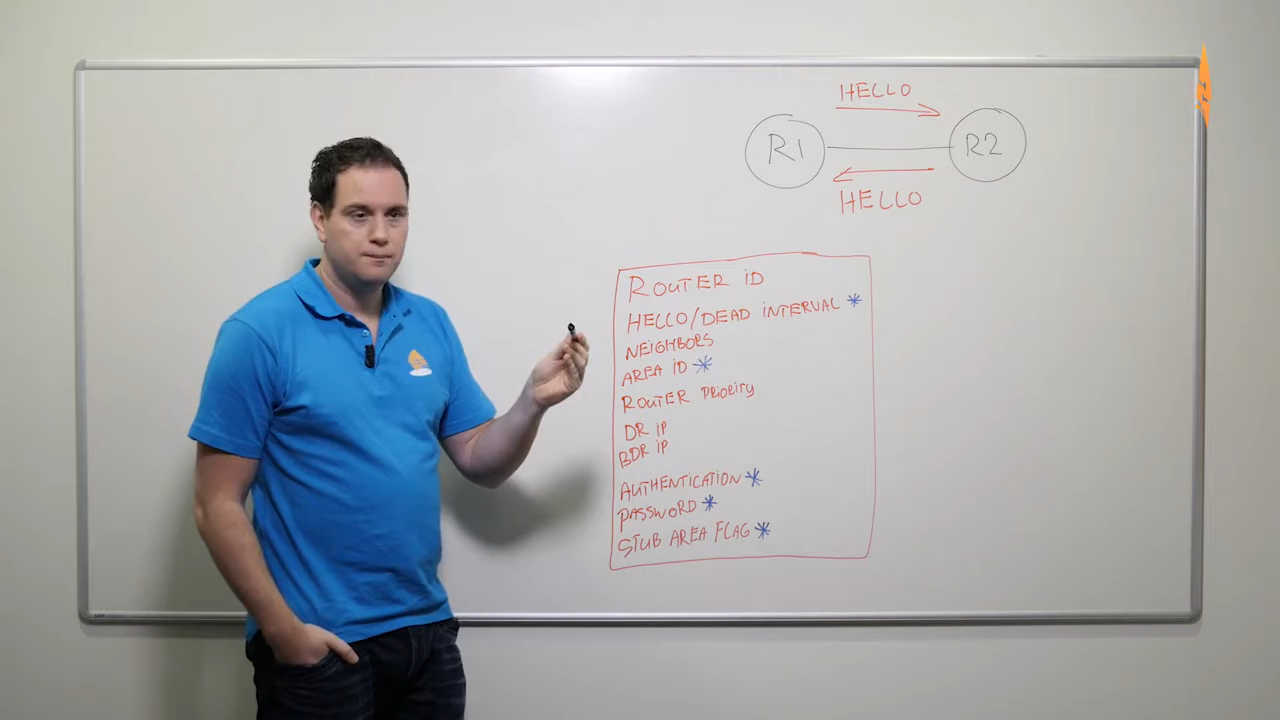 HELLO
R1 R2
HELLO
ROUTER ID
HELLO/DEAD INTERVAL *
NEIGHBORS
AREA ID *
ROUTER PRIORITY
DR IP
BDR IP
AUTHENTICATION *
PASSWORD *
STUB AREA FLAG *